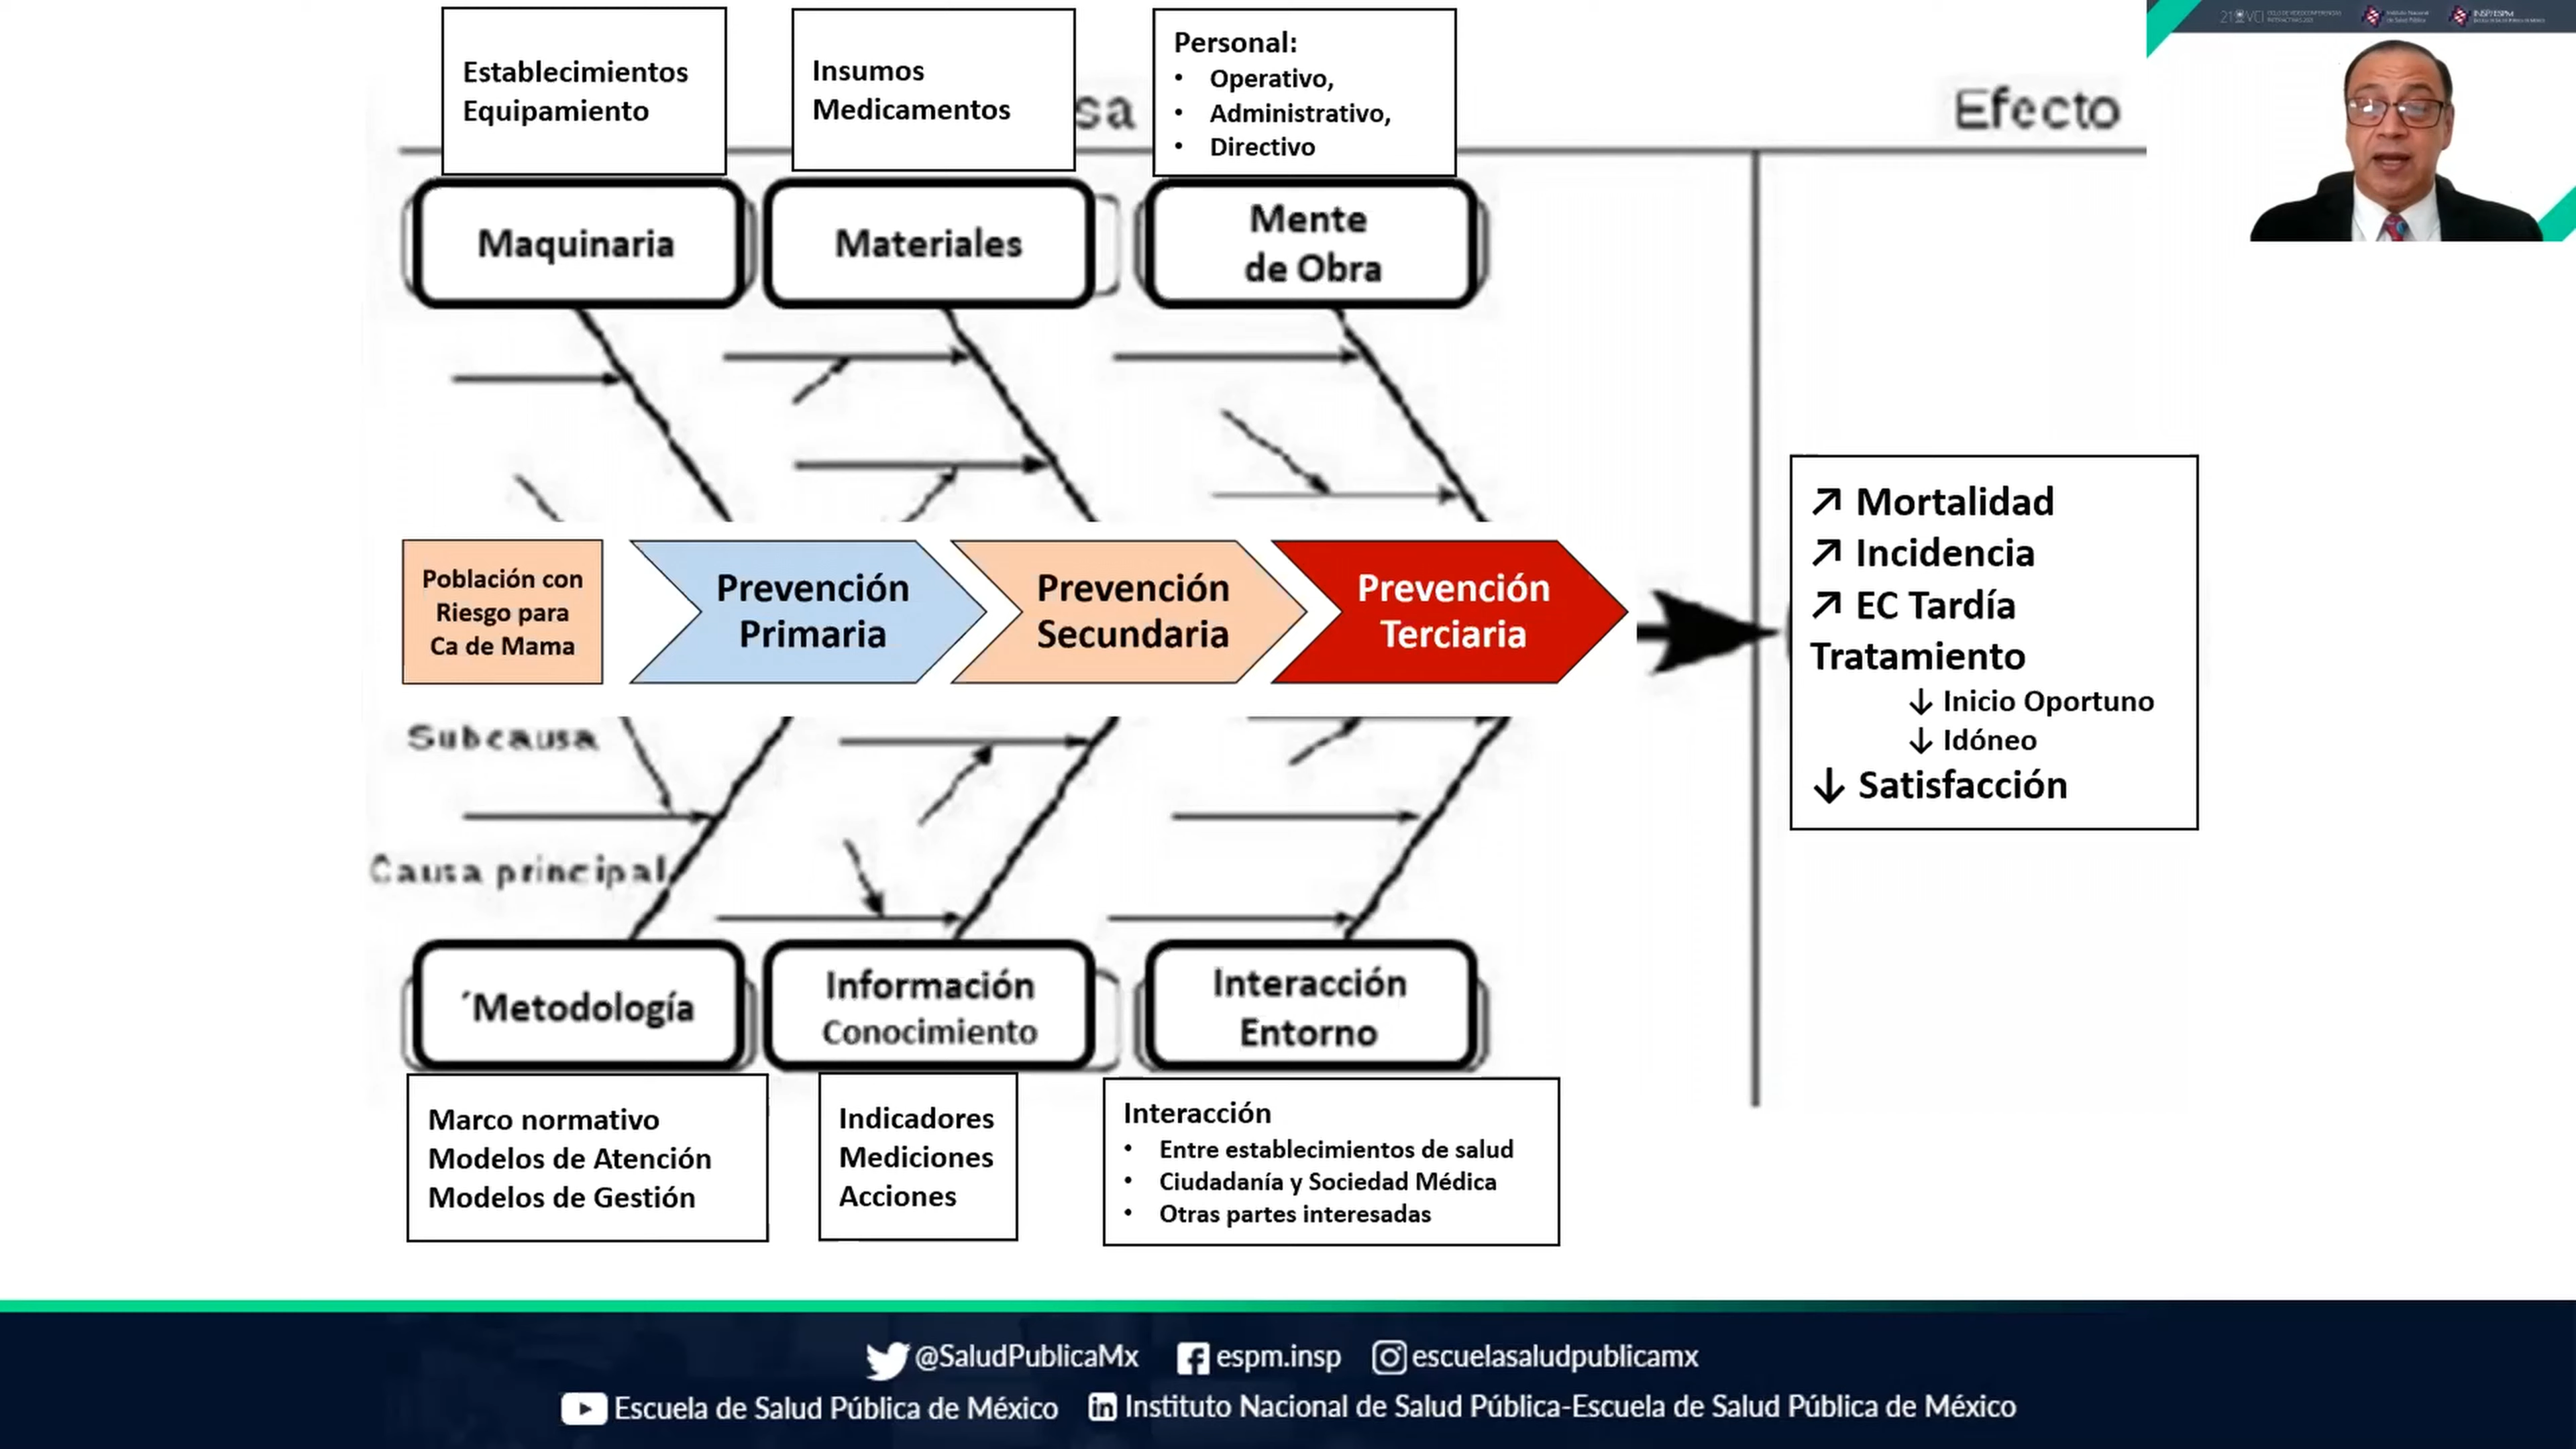 Establecimientos
Equipamiento
Insumos
Medicamentos
sa
Personal:
• Operativo,
• Administrativo,
• Directivo
Efecto
Maquinaria
Materiales
Mente
de Obra
Población con
Riesgo para
Ca de Mama
Prevención
Primaria
Prevención
Secundaria
Prevención
Terciaria
↗ Mortalidad
↗ Incidencia
↗ EC Tardía
Tratamiento
↓ Inicio Oportuno
↓ Idóneo
↓ Satisfacción
Subcausa
Causa principal
´Metodología
Información
Conocimiento
Interacción
Entorno
Marco normativo
Modelos de Atención
Modelos de Gestión
Indicadores
Mediciones
Acciones
Interacción
• Entre establecimientos de salud
• Ciudadanía y Sociedad Médica
• Otras partes interesadas
@SaludPublicaMx espm.insp escuelasaludpublicamx
Escuela de Salud Pública de México in Instituto Nacional de Salud Pública-Escuela de Salud Pública de México